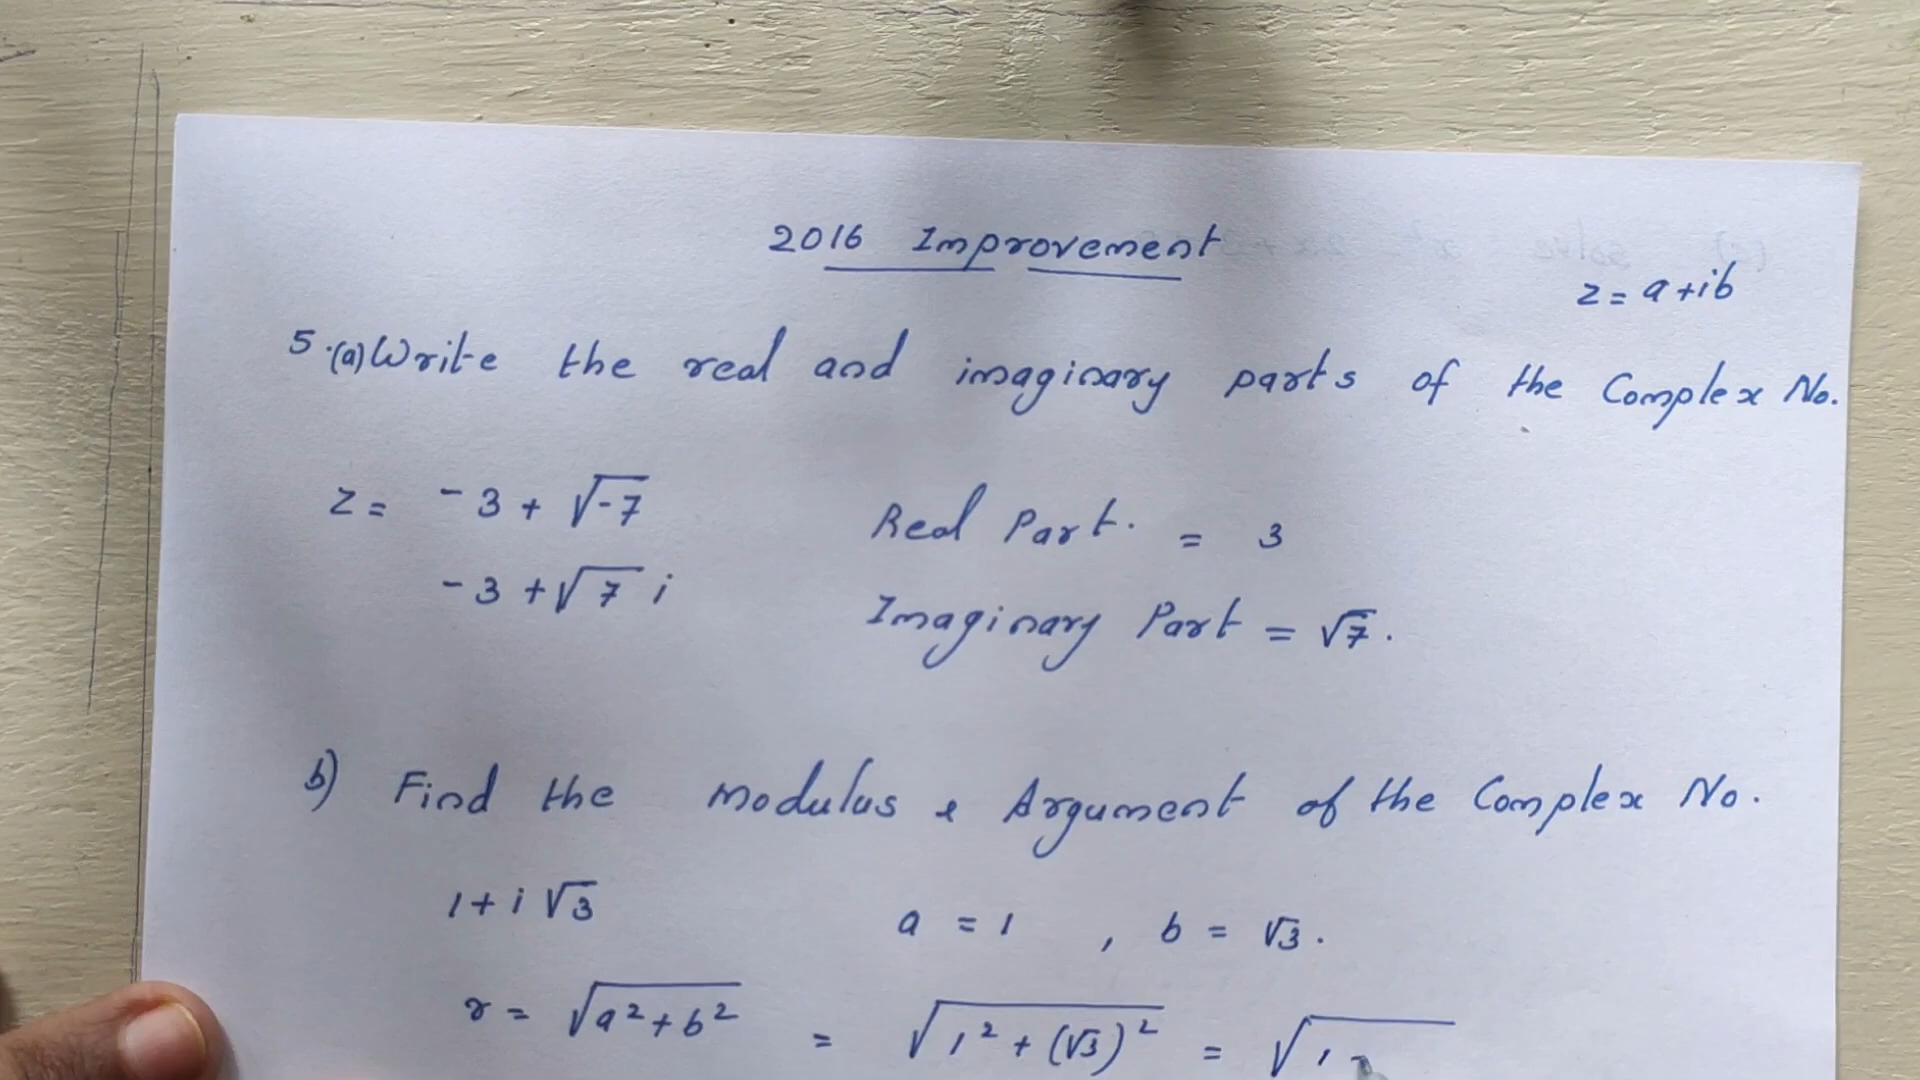 2016 Improvement
z = a+ib
5.(a) Write the real and imaginary parts of the Complex No.
z = -3 + √-7
Real Part. = 3
-3 + √7 i
Imaginary Part = √7.
b) Find the modulus & Argument of the Complex No.
1 + i √3
a = 1 , b = √3.
r = √a²+b² = √1² + (√3)² = √1